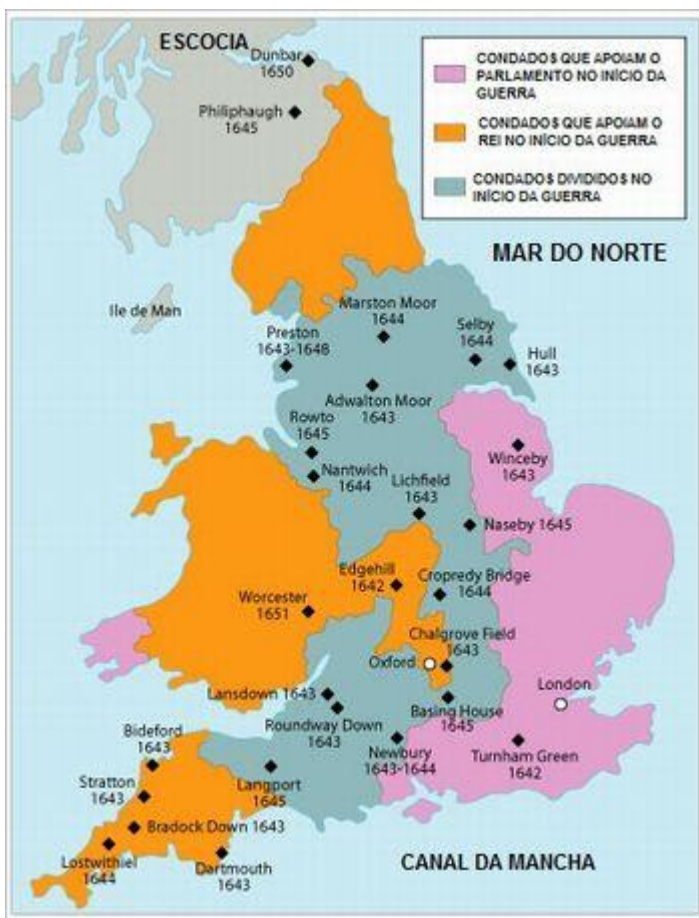 ESCOCIA
Dunbar
1650
Philiphaugh
1645
CONDADOS QUE APOIAM O
PARLAMENTO NO INÍCIO DA
GUERRA
CONDADOS QUE APOIAM O
REI NO INÍCIO DA GUERRA
CONDADOS DIVIDIDOS NO
INÍCIO DA GUERRA
MAR DO NORTE
Ile de Man
Marston Moor
1644
Preston
1643-1648
Selby
1644
Hull
1643
Adwalton Moor
1643
Rowto
1645
Winceby
1643
Nantwich
1644
Lichfield
1643
Naseby 1645
Edgehill
1642
Cropredy Bridge
1644
Worcester
1651
Chalgrove Field
1643
Oxford
London
Lansdown 1643
Roundway Down
1643
Basing House
1645
Bideford
1643
Newbury
1643-1644
Turnham Green
1642
Stratton
1643
Langport
1645
Bradock Down 1643
Lostwithiel
1644
Dartmouth
1643
CANAL DA MANCHA